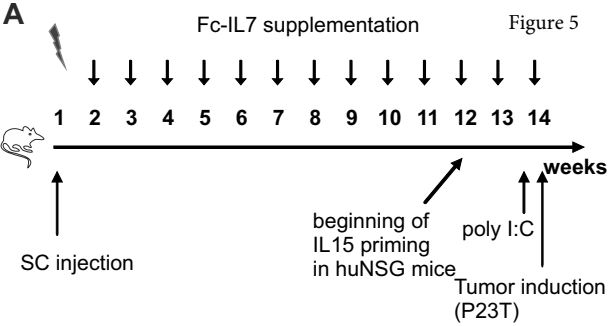 A
Fc-IL7 supplementation
Figure 5
1 2 3 4 5 6 7 8 9 10 11 12 13 14
weeks
SC injection
beginning of
IL15 priming
in huNSG mice
poly I:C
Tumor induction
(P23T)